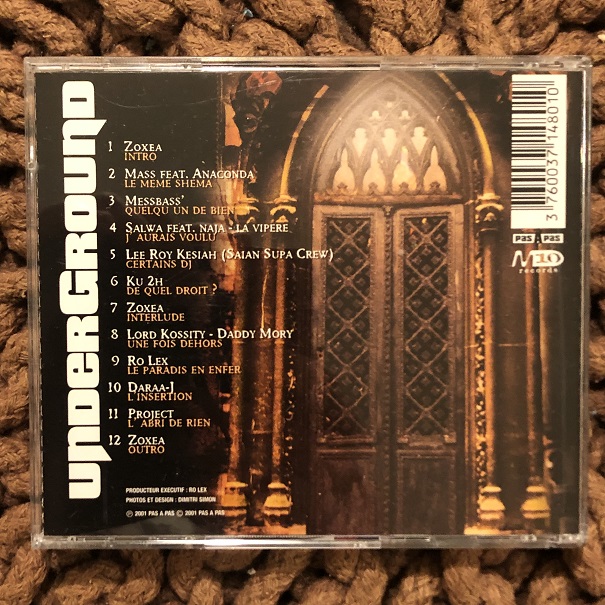 underGround
1 Zoxea
INTRO
2 Mass feat. Anaconda
LE MEME SHEMA
3 Messbass'
QUELQU UN DE BIEN
4 Salwa feat. naja - la vipere
J' AURAIS VOULU
5 Lee Roy Kesiah (Saian Supa Crew)
CERTAINS DJ
6 Ku 2h
DE QUEL DROIT ?
7 Zoxea
INTERLUDE
8 Lord Kossity - Daddy Mory
UNE FOIS DEHORS
9 Ro Lex
LE PARADIS EN ENFER
10 Daraa-J
L'INSERTION
11 Project
L' ABRI DE RIEN
12 Zoxea
OUTRO
PRODUCTEUR EXECUTIF : RO LEX
PHOTOS ET DESIGN : DIMITRI SIMON
℗ 2001 PAS A PAS © 2001 PAS A PAS
3 760037 148010
PAS A PAS
MELO
records